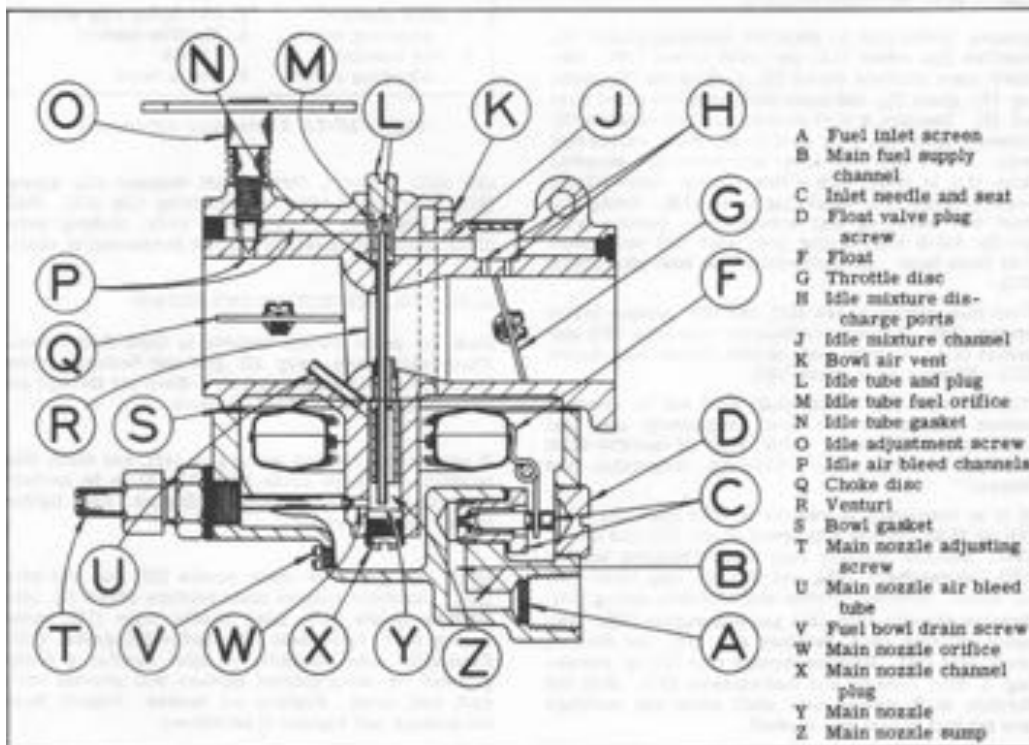 N M
O L K J H
G
P F
Q
R S D
C
U B
T V W X Y Z A
A Fuel inlet screen
B Main fuel supply
channel
C Inlet needle and seat
D Float valve plug
screw
F Float
G Throttle disc
H Idle mixture dis-
charge ports
J Idle mixture channel
K Bowl air vent
L Idle tube and plug
M Idle tube fuel orifice
N Idle tube gasket
O Idle adjustment screw
P Idle air bleed channels
Q Choke disc
R Venturi
S Bowl gasket
T Main nozzle adjusting
screw
U Main nozzle air bleed
tube
V Fuel bowl drain screw
W Main nozzle orifice
X Main nozzle channel
plug
Y Main nozzle
Z Main nozzle sump